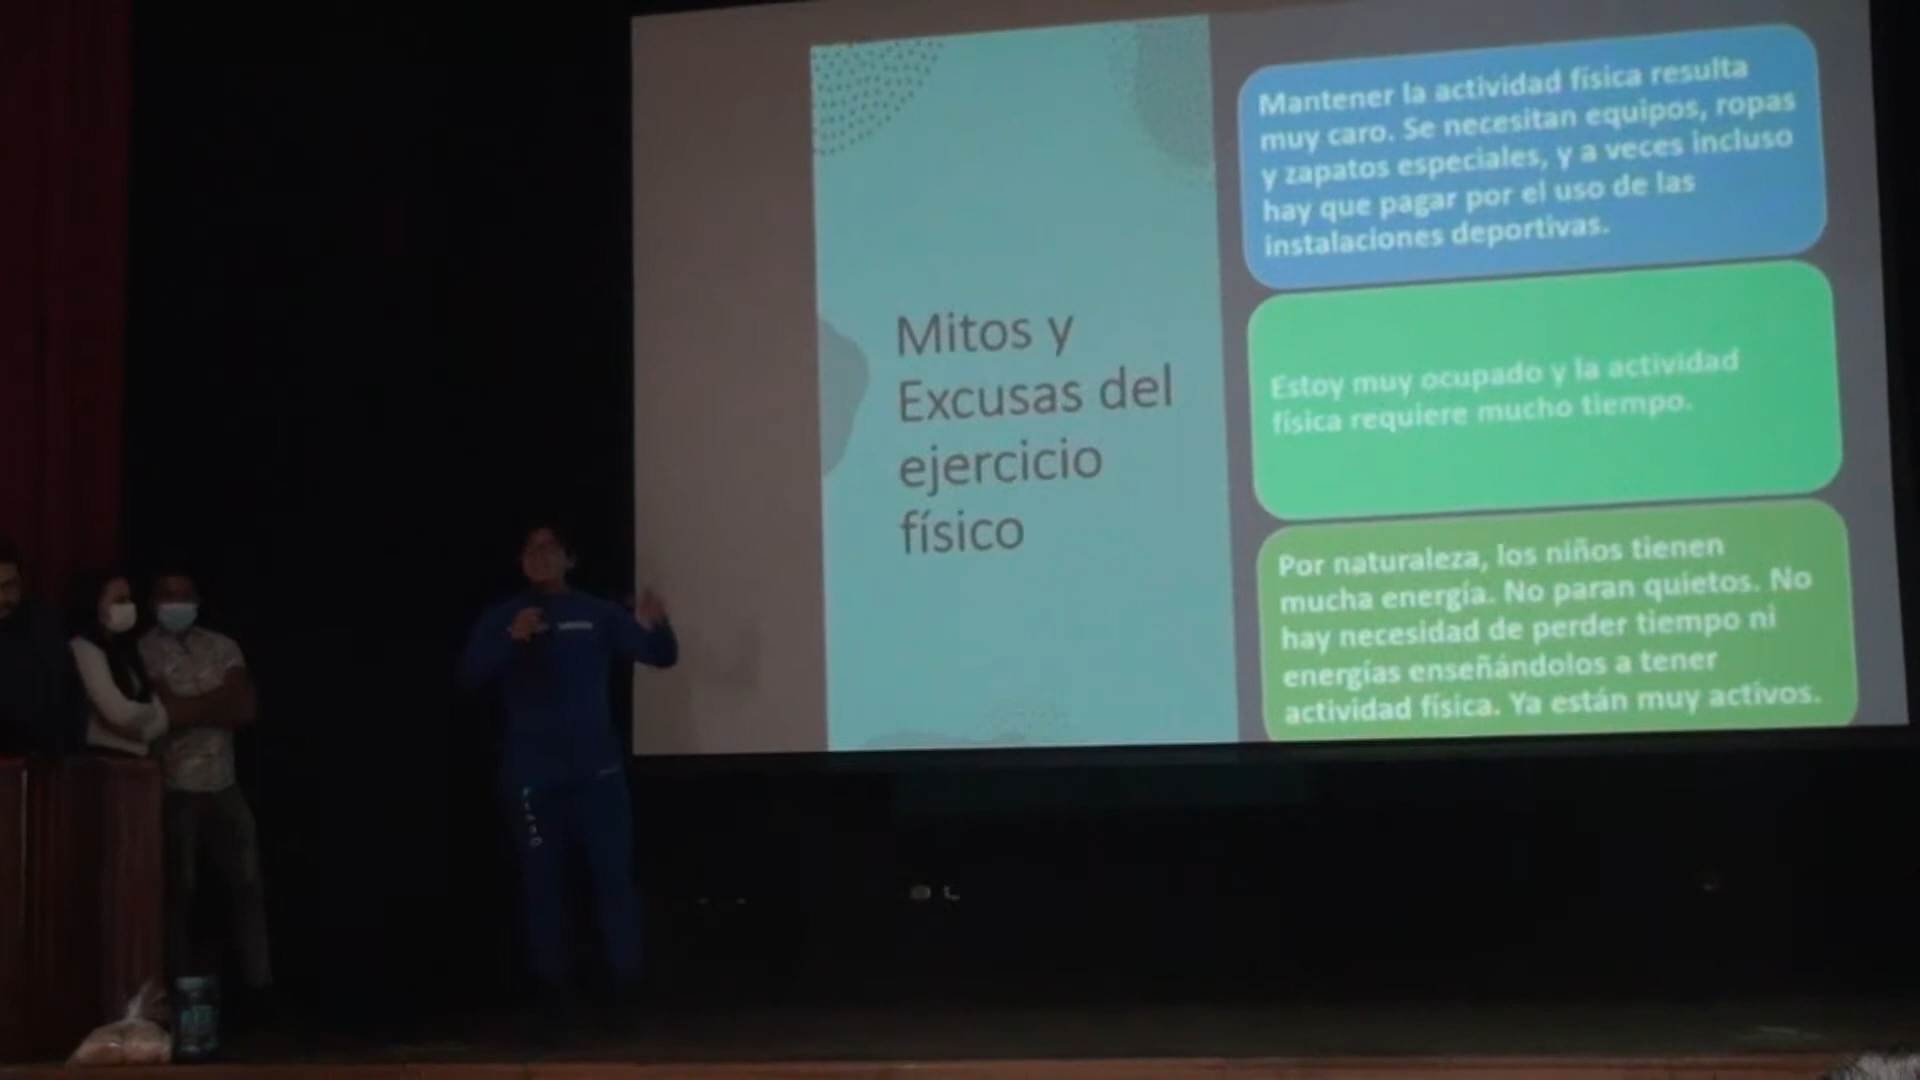 Mitos y
Excusas del
ejercicio
físico
Mantener la actividad física resulta
muy caro. Se necesitan equipos, ropas
y zapatos especiales, y a veces incluso
hay que pagar por el uso de las
instalaciones deportivas.
Estoy muy ocupado y la actividad
física requiere mucho tiempo.
Por naturaleza, los niños tienen
mucha energía. No paran quietos. No
hay necesidad de perder tiempo ni
energías enseñándolos a tener
actividad física. Ya están muy activos.